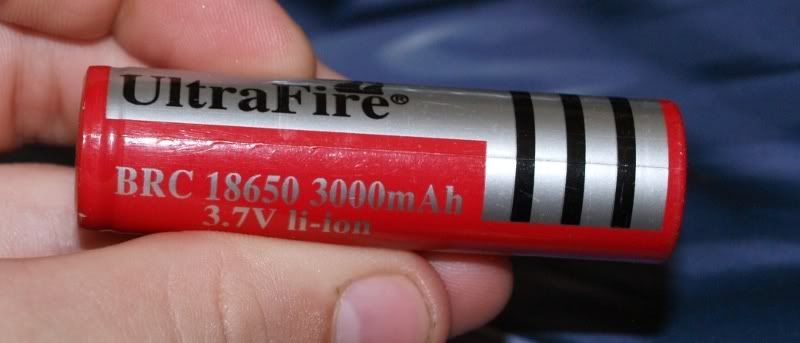 UltraFire®
BRC 18650 3000mAh
3.7V li-ion